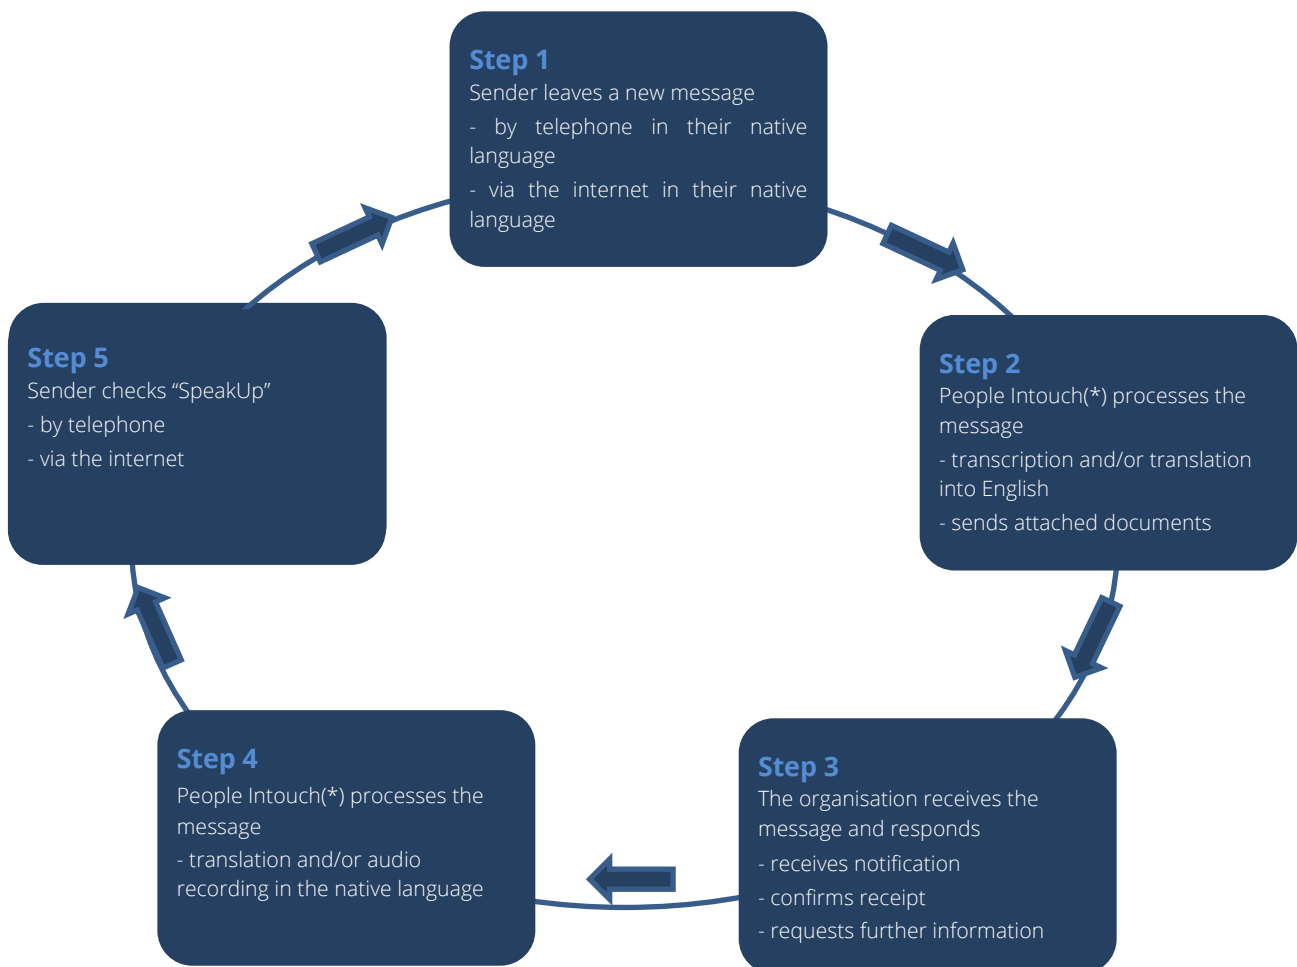 Step 1
Sender leaves a new message
- by telephone in their native
language
- via the internet in their native
language
Step 2
People Intouch(*) processes the
message
- transcription and/or translation
into English
- sends attached documents
Step 3
The organisation receives the
message and responds
- receives notification
- confirms receipt
- requests further information
Step 4
People Intouch(*) processes the
message
- translation and/or audio
recording in the native language
Step 5
Sender checks “SpeakUp”
- by telephone
- via the internet